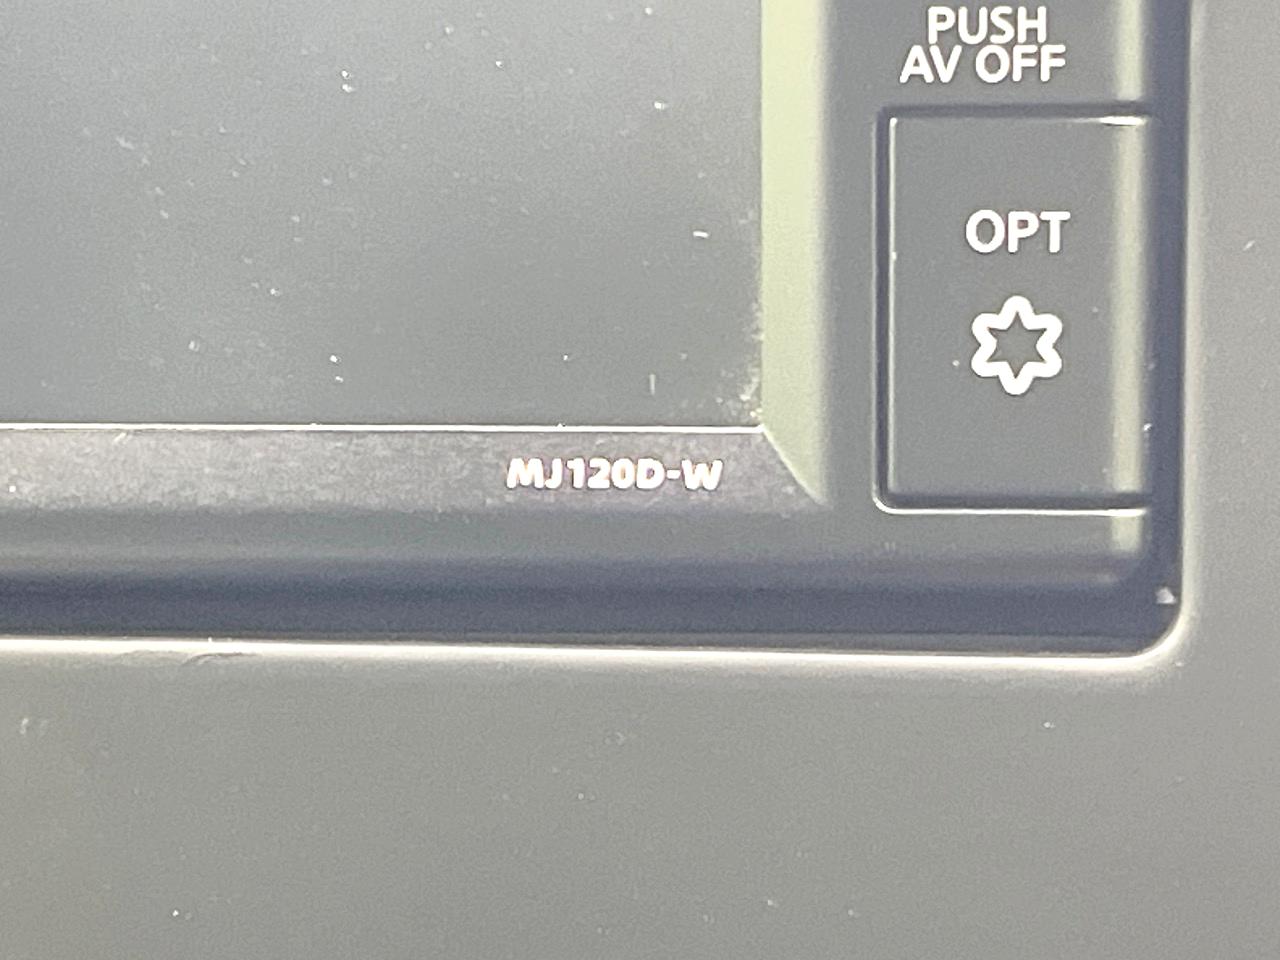 PUSH
AV OFF
OPT
MJ120D-W